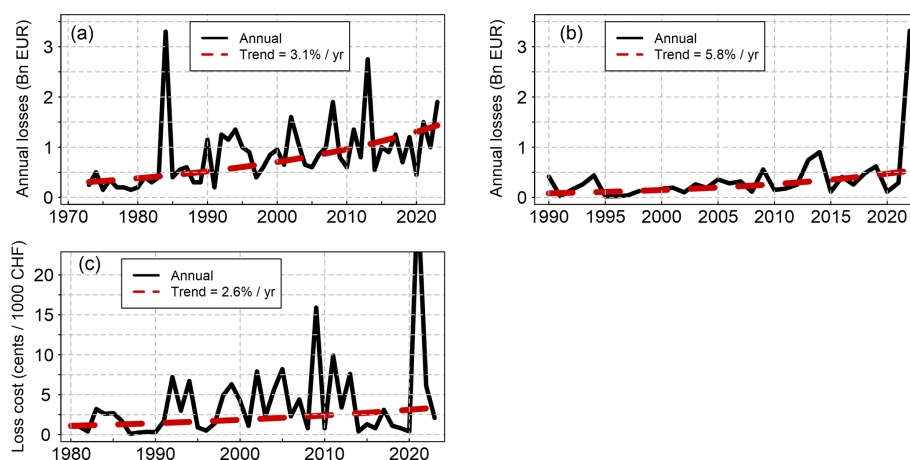 (a)
Annual
Trend = 3.1% / yr
Annual losses (Bn EUR)
3
2
1
0
1970 1980 1990 2000 2010 2020
(b)
Annual
Trend = 5.8% / yr
Annual losses (Bn EUR)
3
2
1
0
1990 1995 2000 2005 2010 2015 2020
(c)
Annual
Trend = 2.6% / yr
Loss cost (cents / 1000 CHF)
20
15
10
5
0
1980 1990 2000 2010 2020